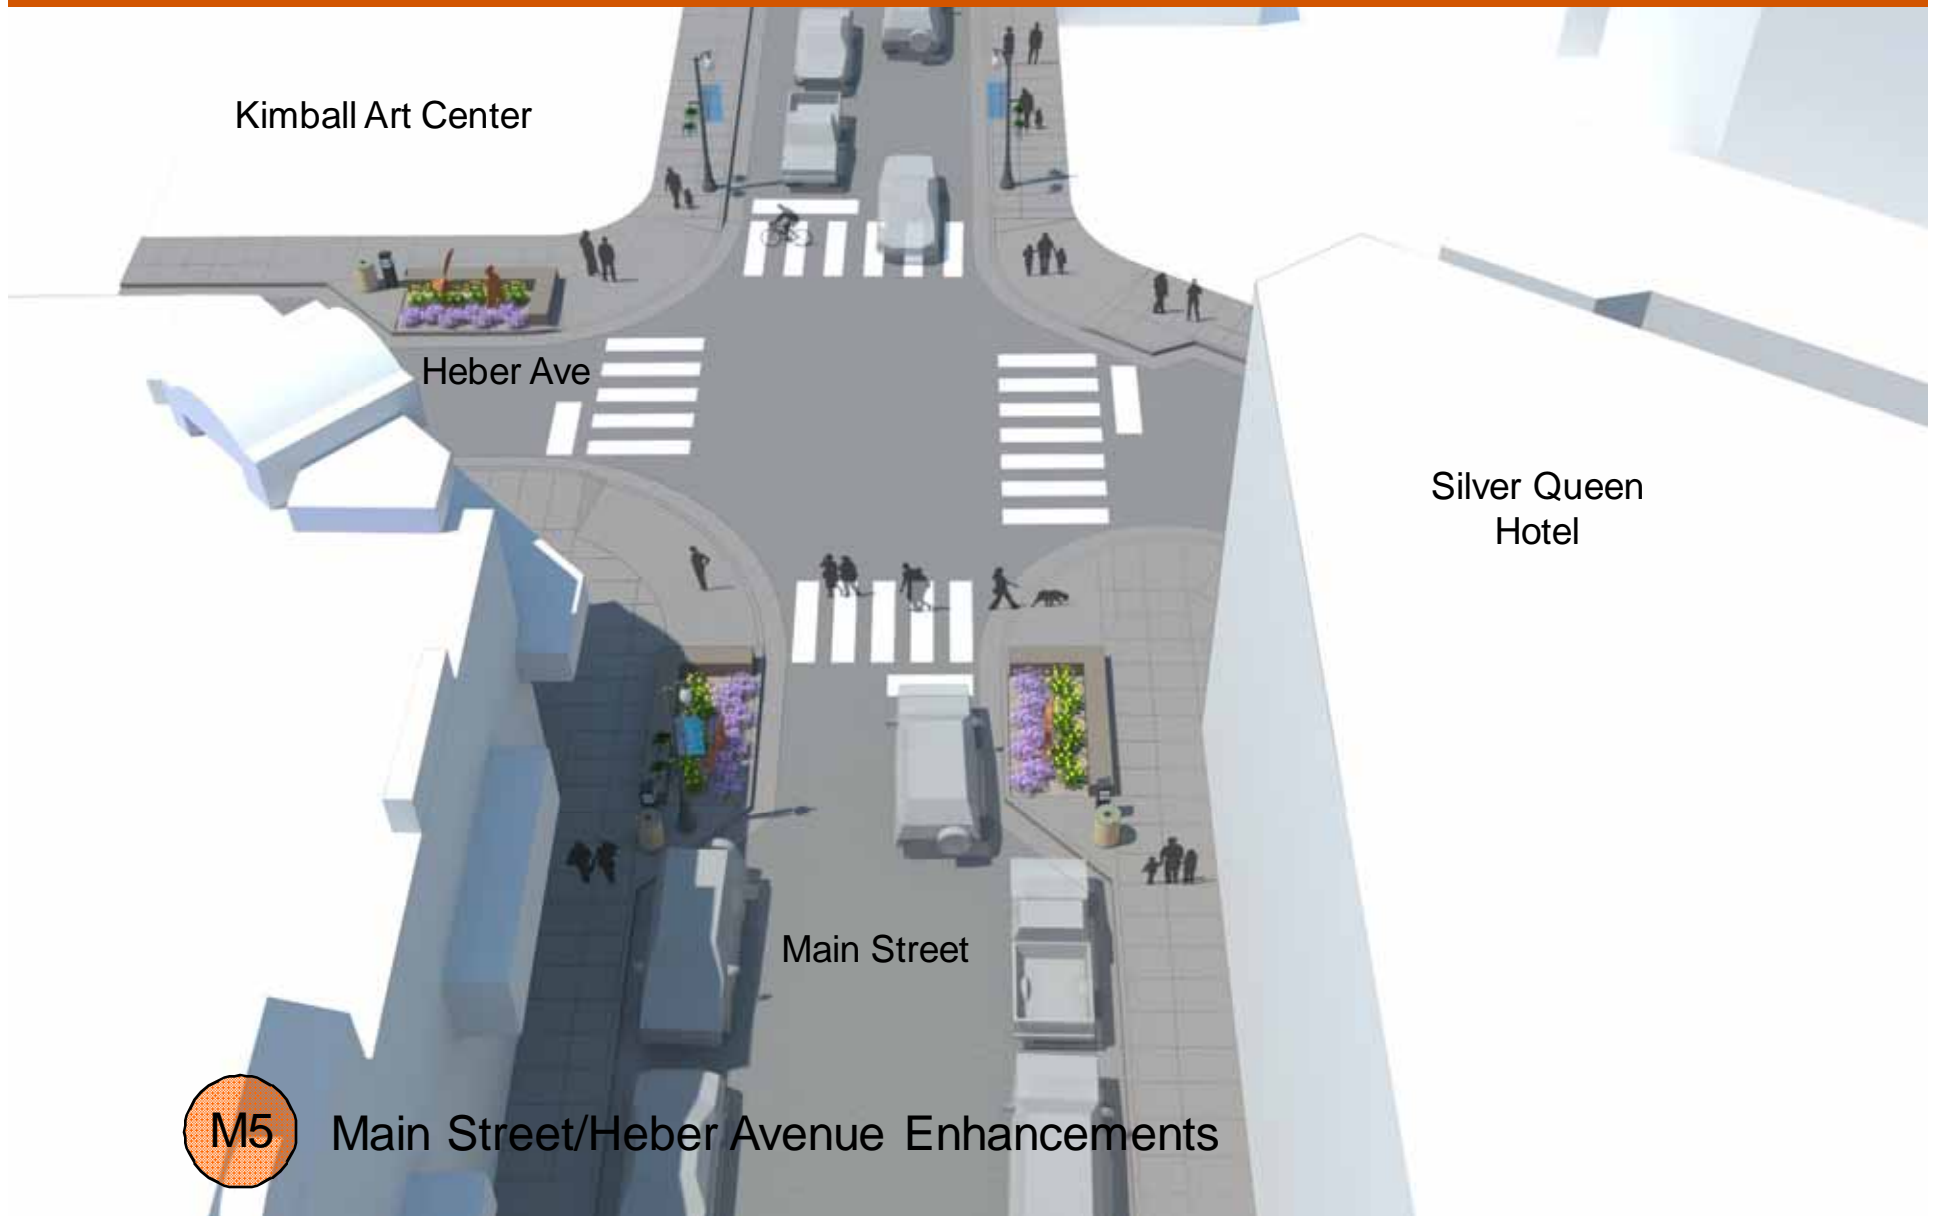 Kimball Art Center
Heber Ave
Silver Queen
Hotel
Main Street
M5
Main Street/Heber Avenue Enhancements